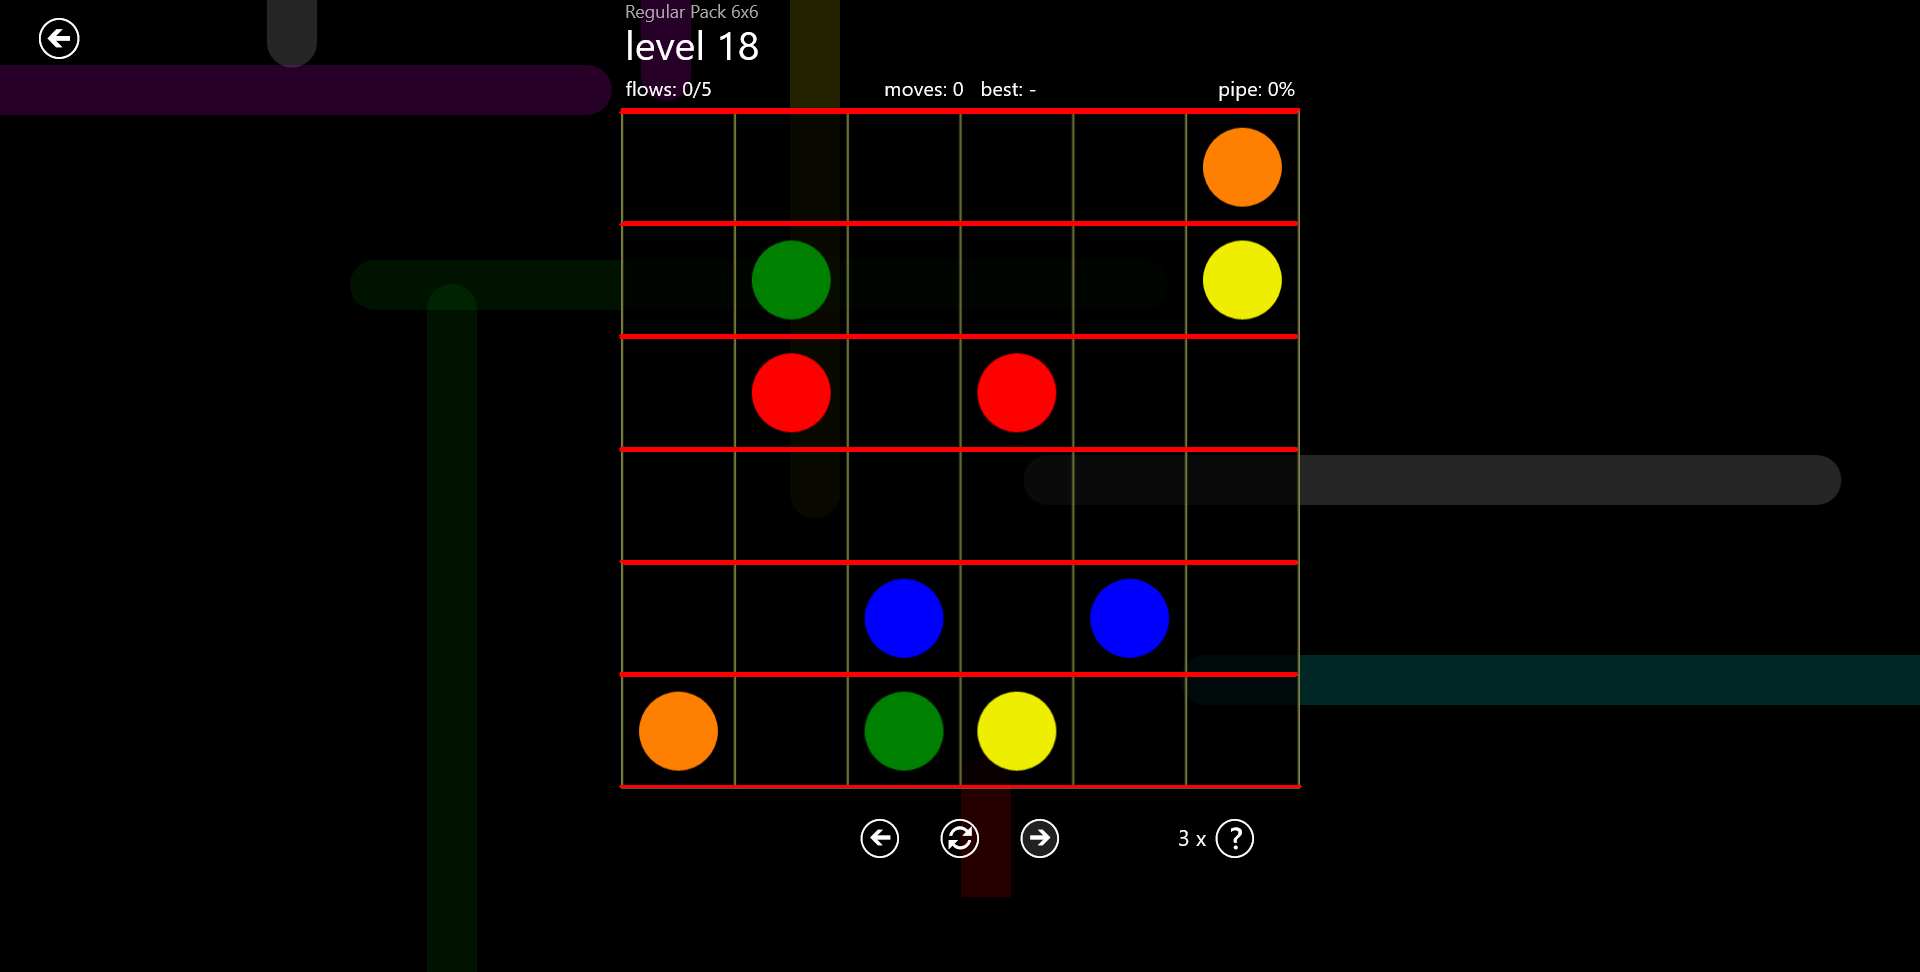 Regular Pack 6x6
level 18
flows: 0/5 moves: 0 best: - pipe: 0%
3 x ?